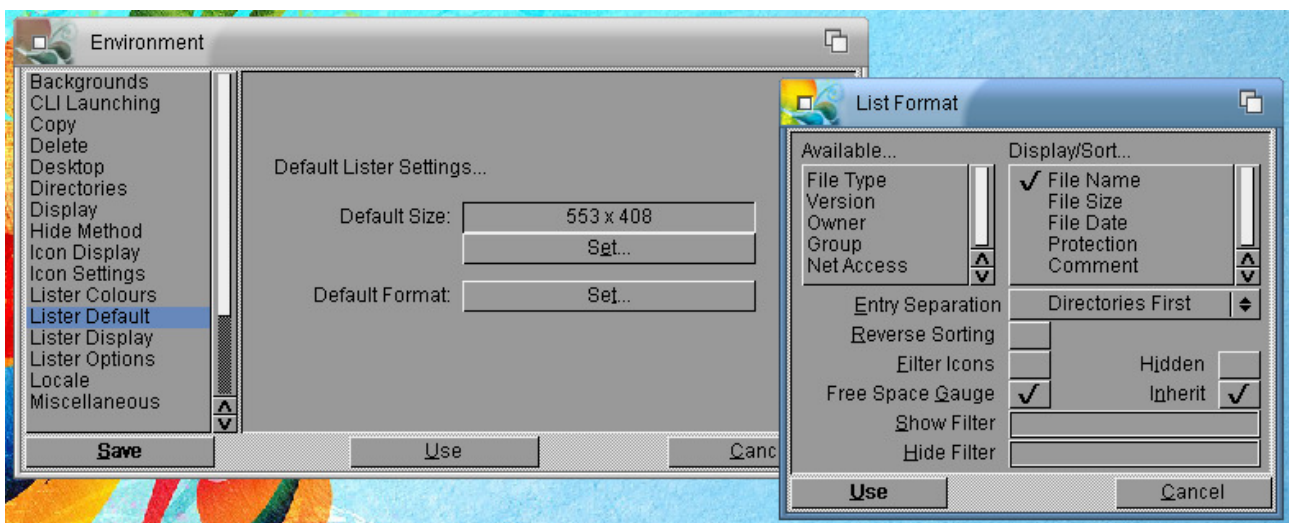 Environment
Backgrounds
CLI Launching
Copy
Delete
Desktop
Directories
Display
Hide Method
Icon Display
Icon Settings
Lister Colours
Lister Default
Lister Display
Lister Options
Locale
Miscellaneous
Default Lister Settings...
Default Size: 553 x 408
Set...
Default Format: Set...
Save Use Canc
List Format
Available... Display/Sort...
File Type File Name
Version File Size
Owner File Date
Group Protection
Net Access Comment
Entry Separation Directories First
Reverse Sorting
Filter Icons Hidden
Free Space Gauge Inherit
Show Filter
Hide Filter
Use Cancel